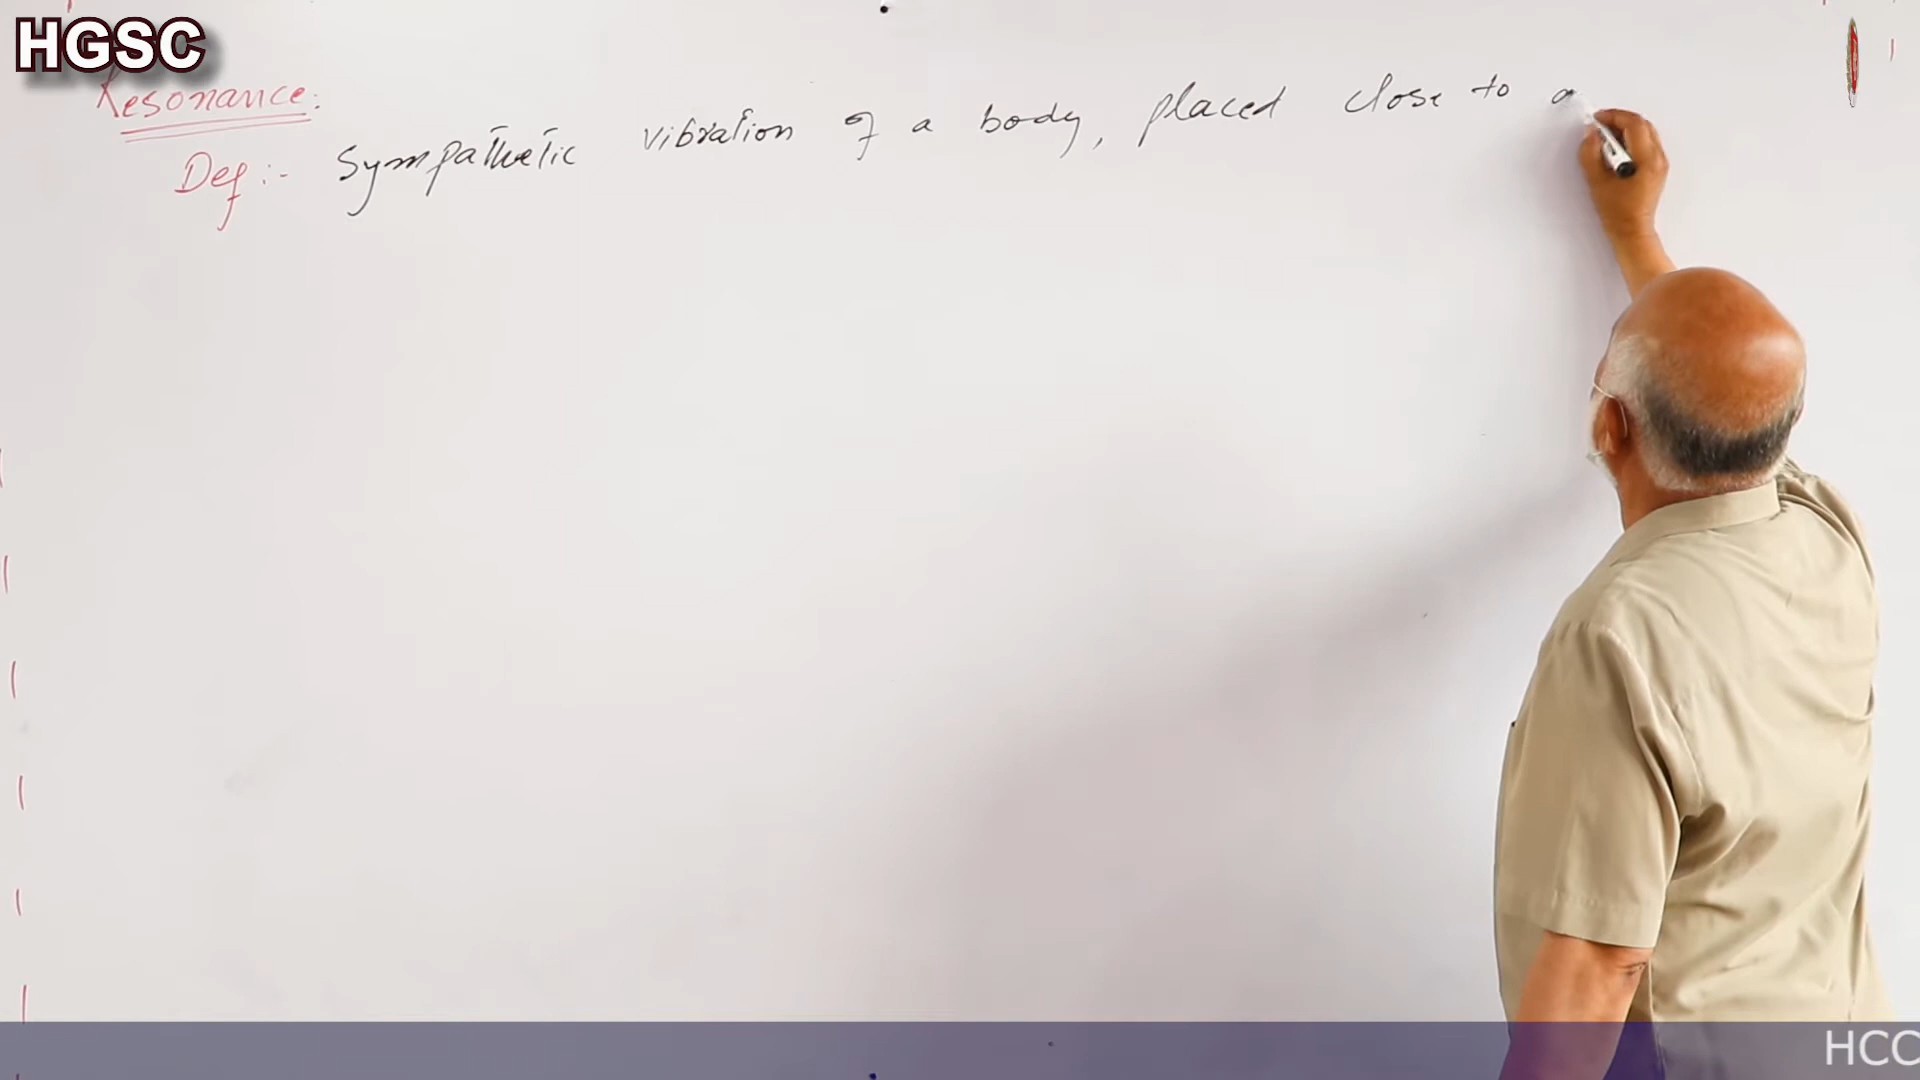 HGSC
Resonance:
Def:- Sympathetic vibration of a body, placed close to a
HCC